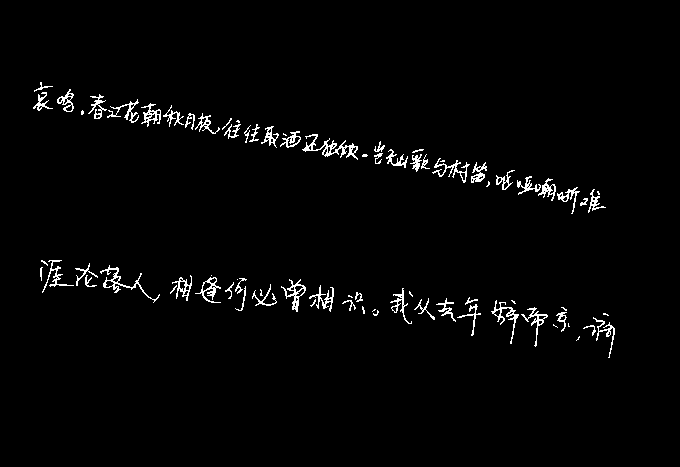 哀鸣。春江花朝秋月夜,往往取酒还独倾。岂无山歌与村笛,呕哑嘲哳难
涯沦落人,相逢何必曾相识。我从去年辞帝京,谪